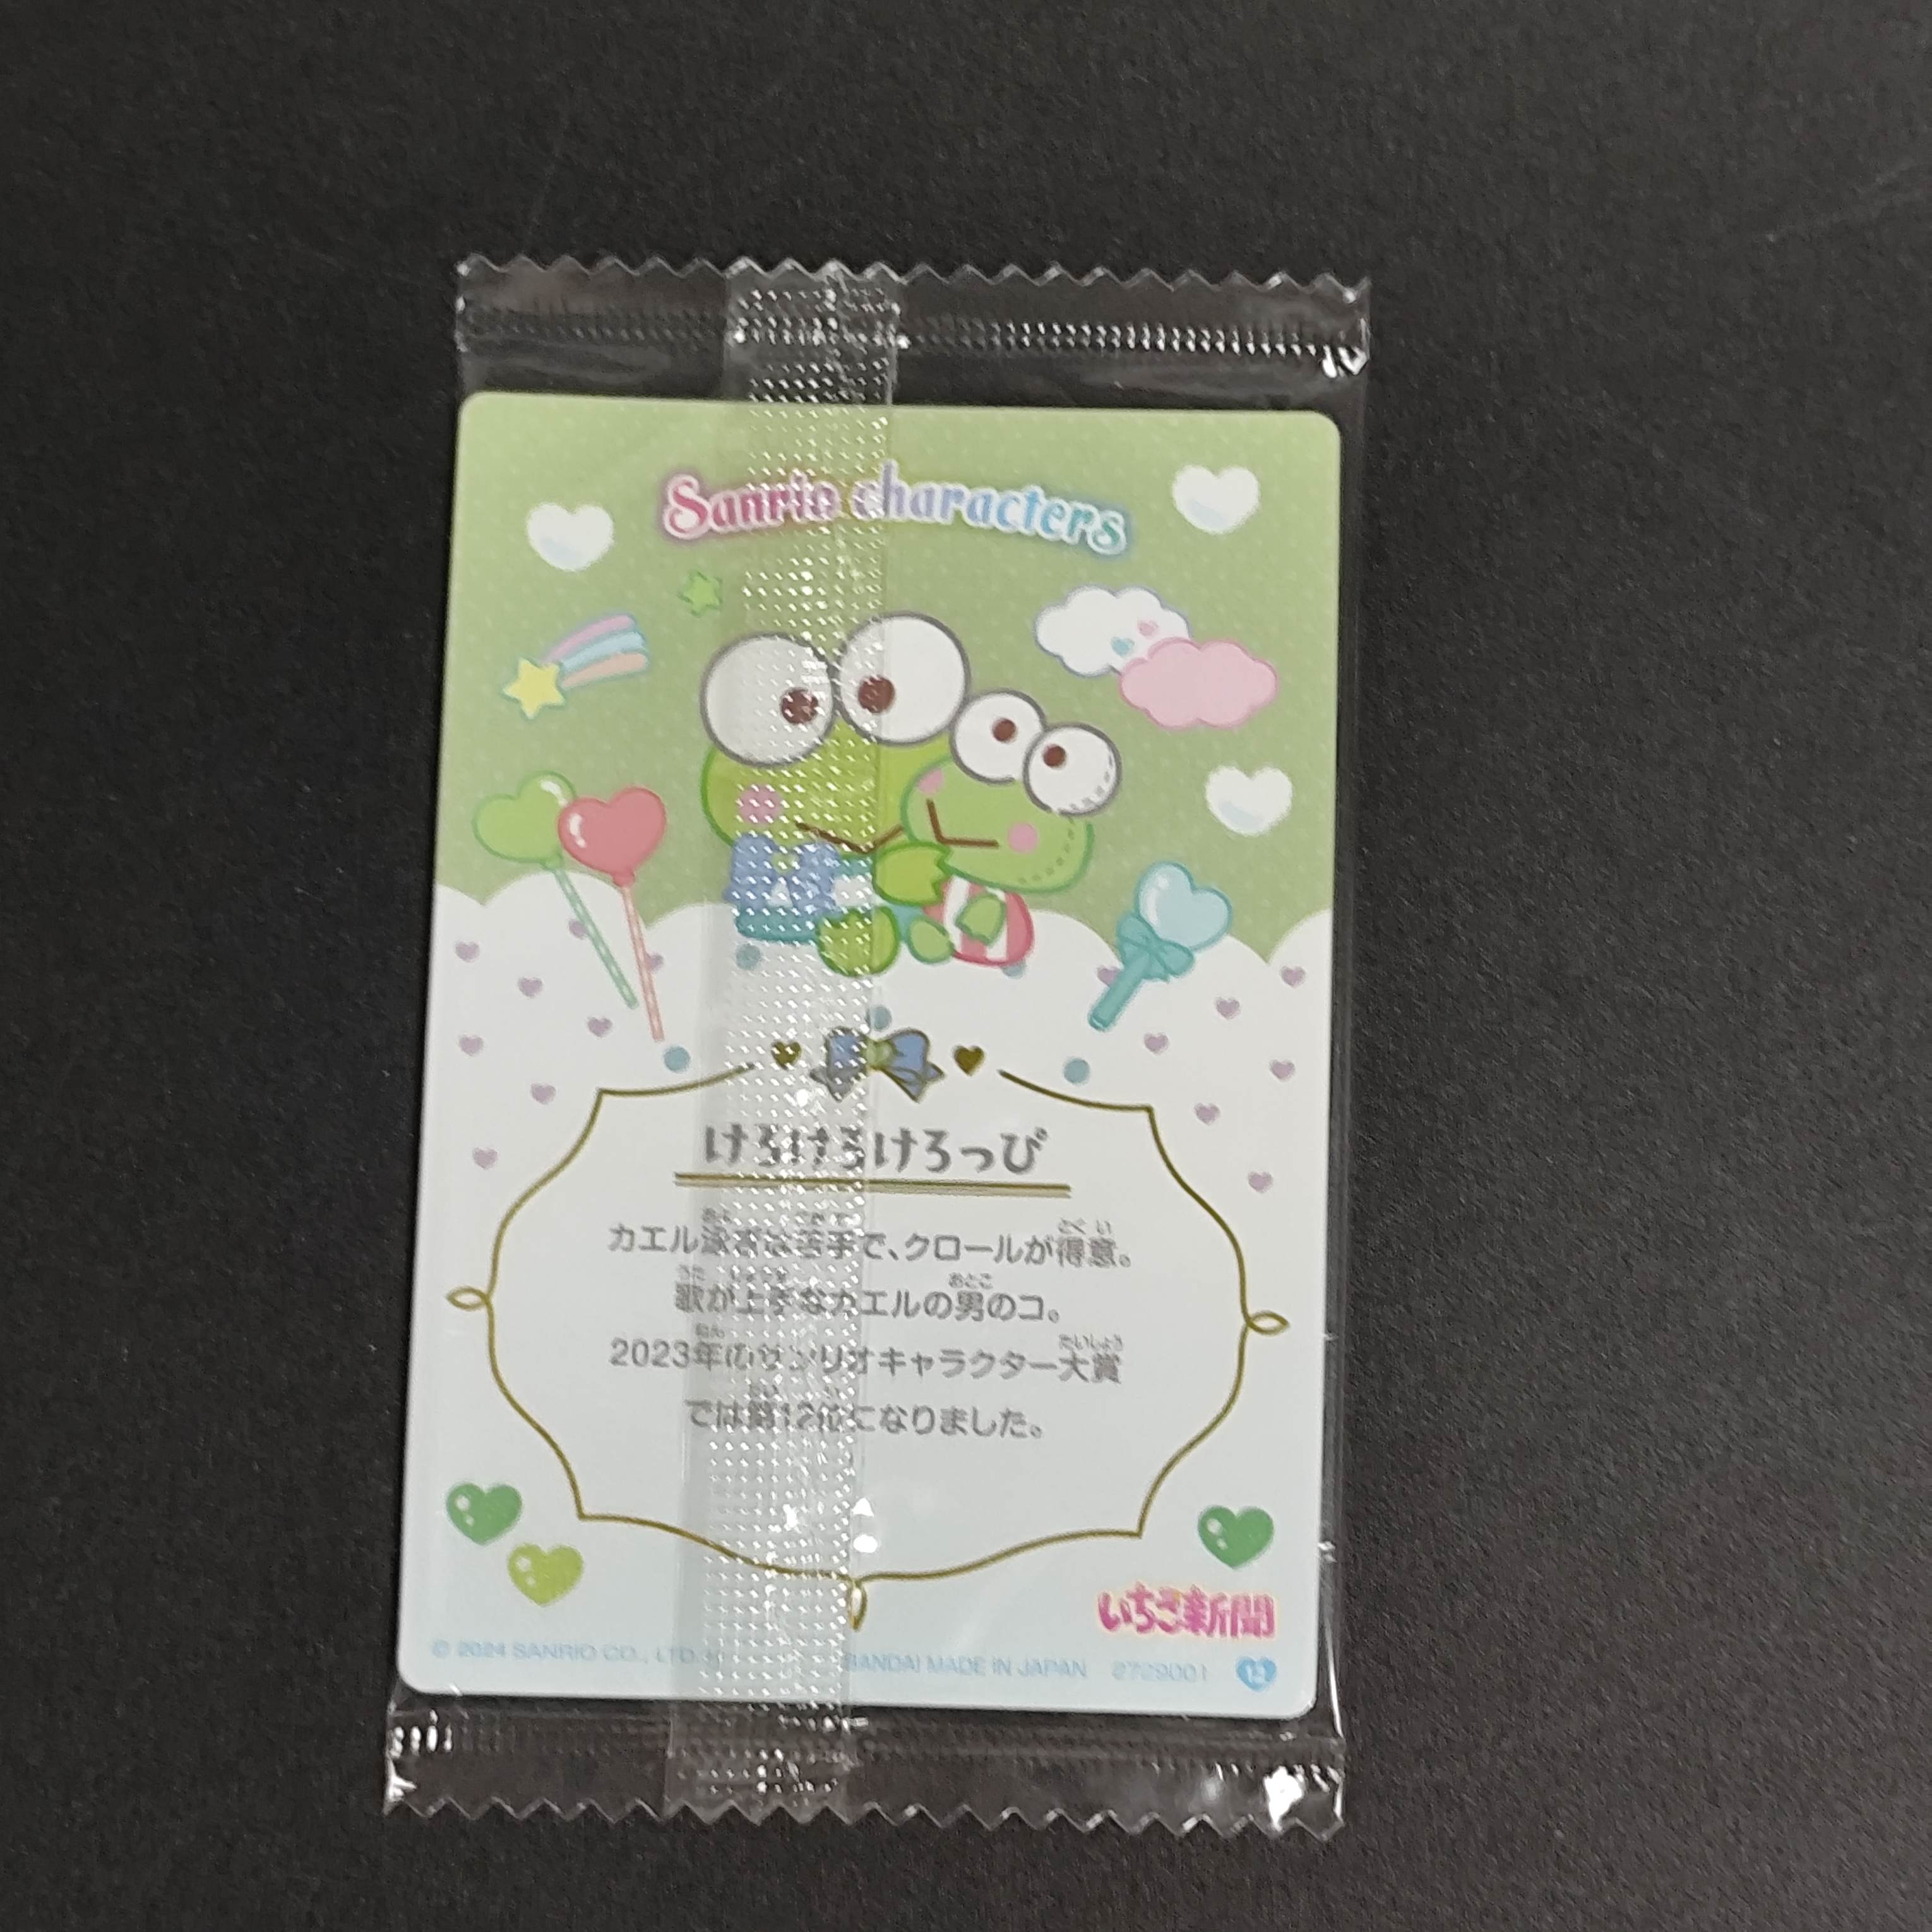 Sanrio characters
けろけろけろっぴ
カエル泳ぎは苦手で、クロールが得意。
歌が上手なカエルの男のコ。
2023年のサンリオキャラクター大賞
では第12位になりました。
いちご新聞
© 2024 SANRIO CO., LTD. BANDAI MADE IN JAPAN 2729001